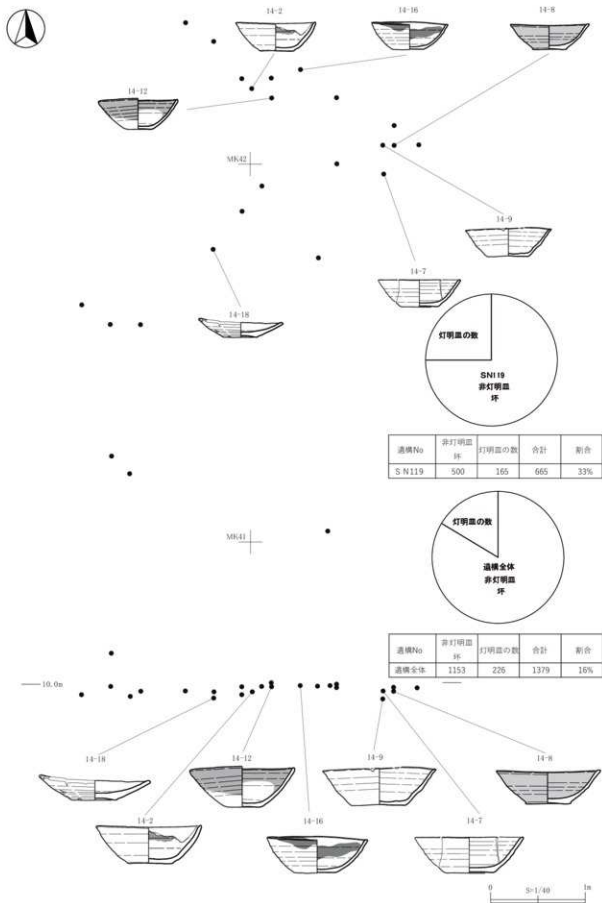 14-2
14-16
14-8
14-12
MK42
14-9
14-7
14-18
灯明皿の数
SN119
非灯明皿
坏
遺構No 非灯明皿坏 灯明皿の数 合計 割合
S N119 500 165 665 33%
MK41
灯明皿の数
遺構全体
非灯明皿
坏
遺構No 非灯明皿坏 灯明皿の数 合計 割合
遺構全体 1153 226 1379 16%
10.0m
14-18
14-12
14-9
14-8
14-2
14-16
14-7
0 S=1/40 1m